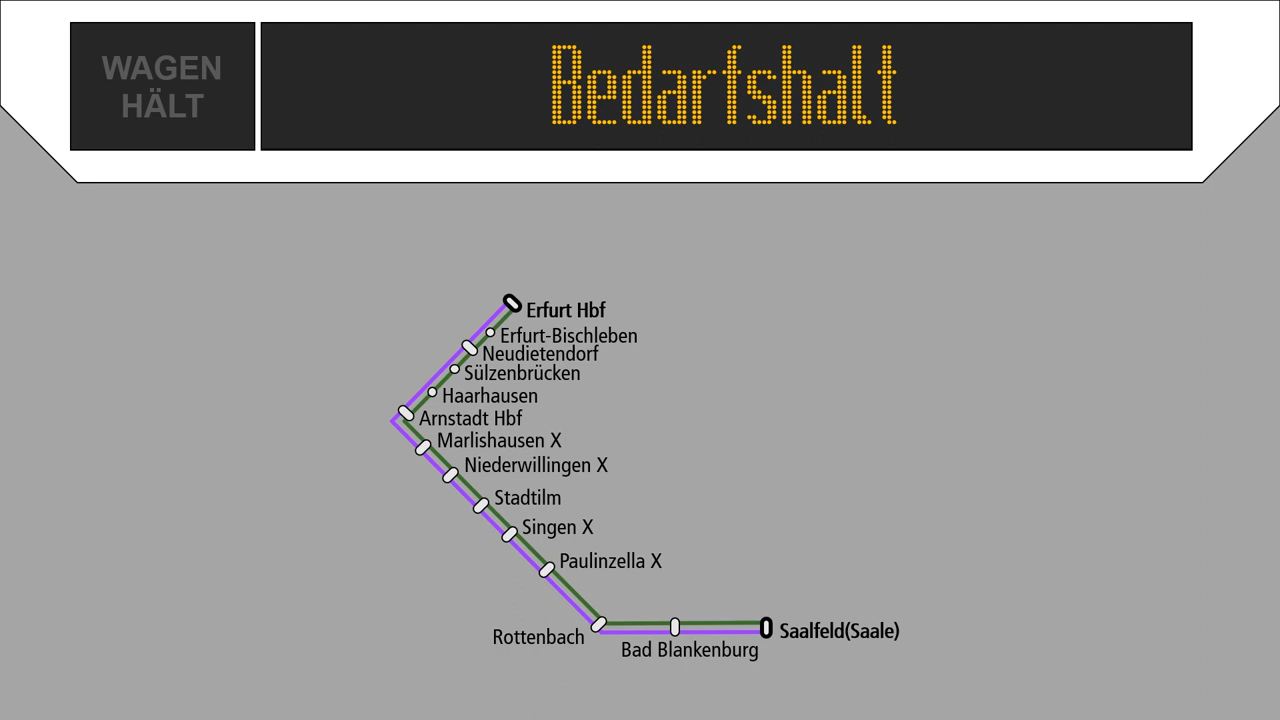 WAGEN
HÄLT
Bedarfshalt
Erfurt Hbf
Erfurt-Bischleben
Neudietendorf
Sülzenbrücken
Haarhausen
Arnstadt Hbf
Marlishausen X
Niederwillingen X
Stadtilm
Singen X
Paulinzella X
Rottenbach
Bad Blankenburg
Saalfeld(Saale)